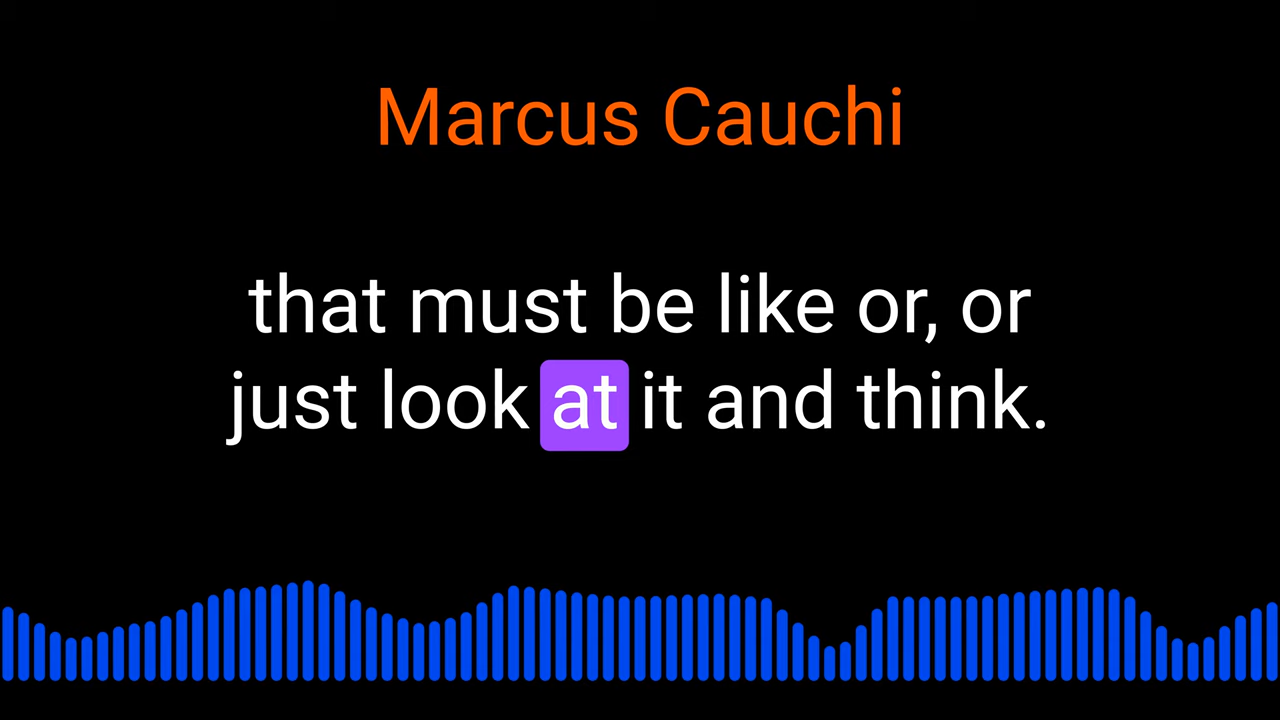 Marcus Cauchi
that must be like or, or
just look at it and think.